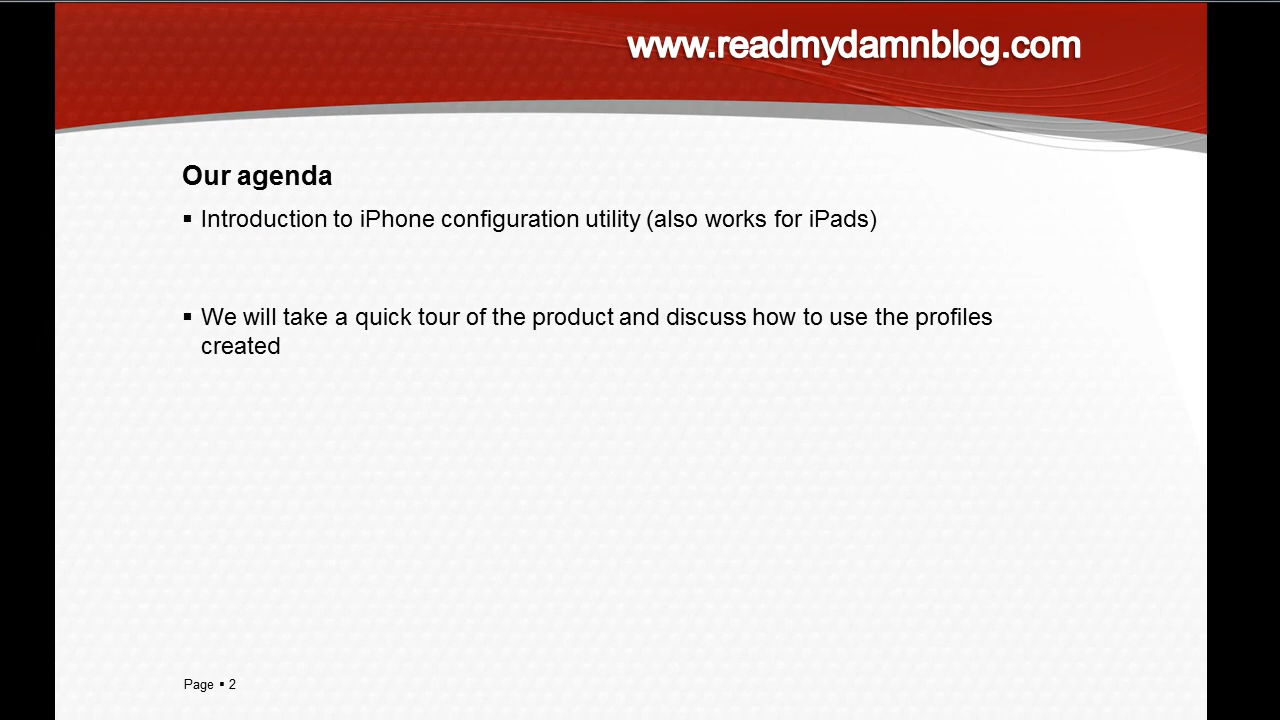 www.readmydamnblog.com
Our agenda
▪ Introduction to iPhone configuration utility (also works for iPads)
▪ We will take a quick tour of the product and discuss how to use the profiles
created
Page ▪ 2